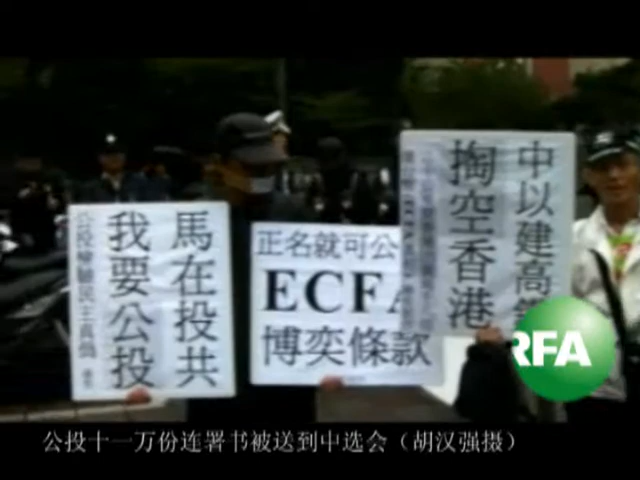 馬在投共
我要公投
公投檢驗民主真偽
正名就可公
ECFA
博奕條款
中以建高鐵
掏空香港
RFA
公投十一万份连署书被送到中选会（胡汉强摄）